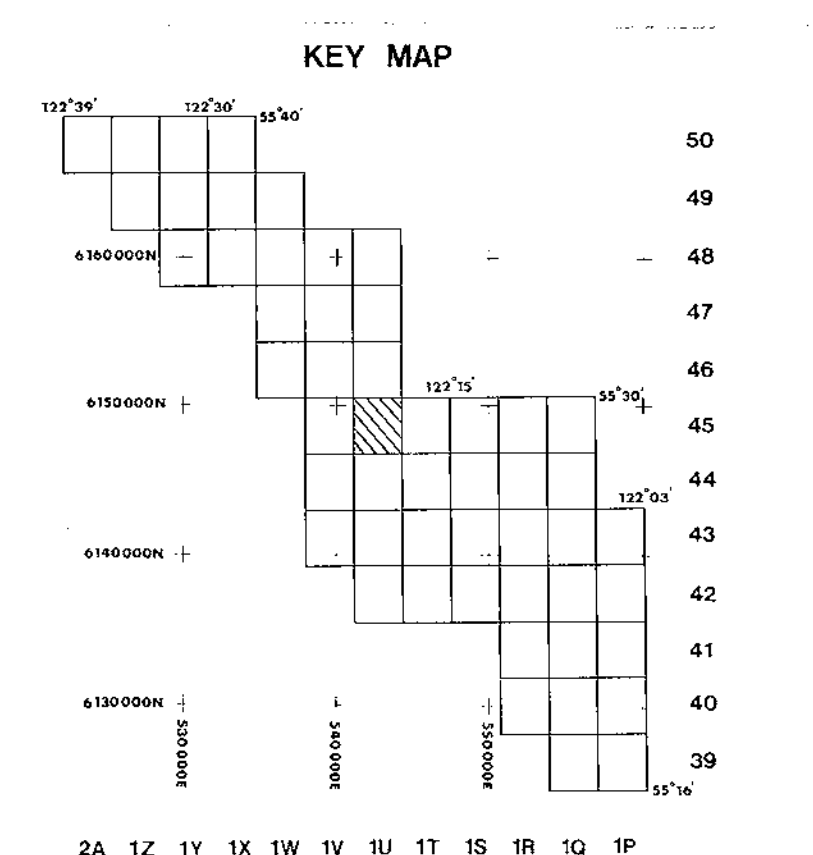 KEY MAP
122°39' 122°30' 55°40'
50
49
6160000N 48
47
46
122°15'
6150000N 55°30'
45
44
122°03'
43
6140000N
42
41
6130000N 40
530000E 540000E 550000E
39
55°16'
2A 1Z 1Y 1X 1W 1V 1U 1T 1S 1R 1Q 1P